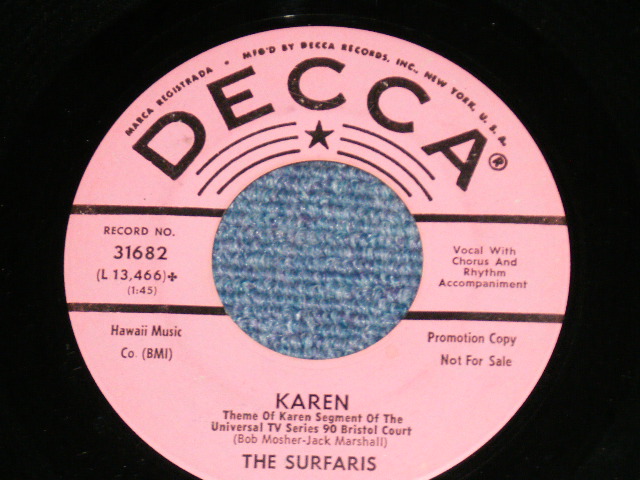 MARCA REGISTRADA • MFG'D BY DECCA RECORDS, INC., NEW YORK, U. S. A.
DECCA®
RECORD NO.
31682
(L 13,466)✢
(1:45)
Vocal With
Chorus And
Rhythm
Accompaniment
Hawaii Music
Co. (BMI)
Promotion Copy
Not For Sale
KAREN
Theme Of Karen Segment Of The
Universal TV Series 90 Bristol Court
(Bob Mosher-Jack Marshall)
THE SURFARIS